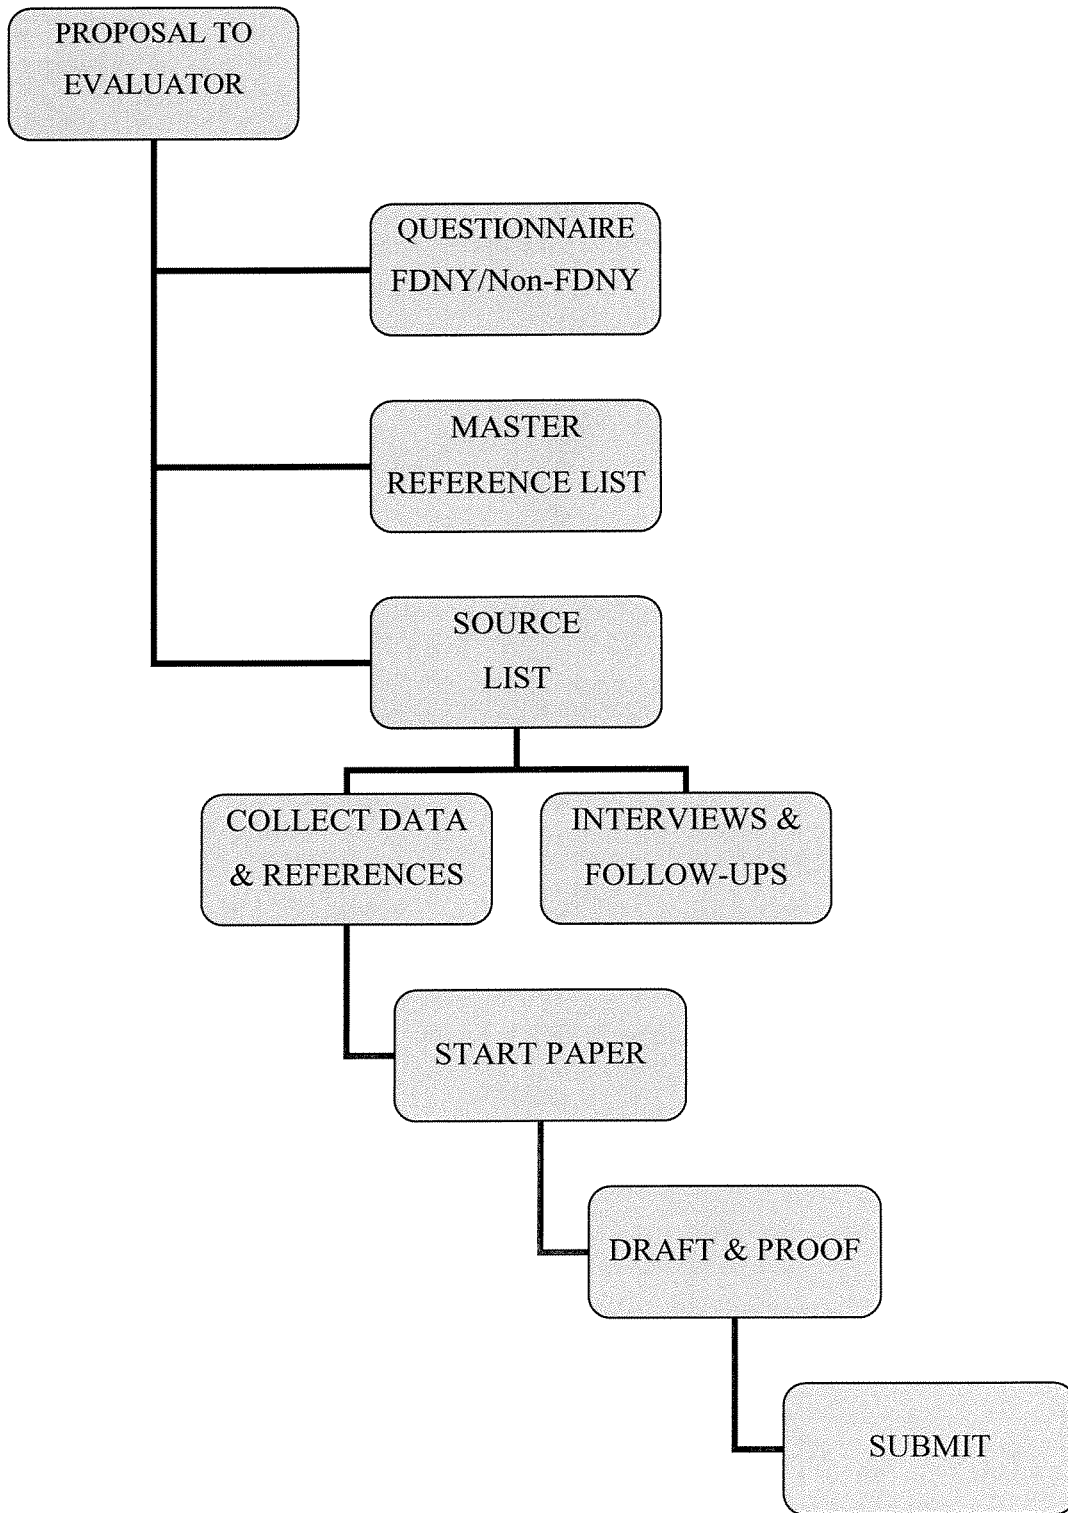 PROPOSAL TO
EVALUATOR
QUESTIONNAIRE
FDNY/Non-FDNY
MASTER
REFERENCE LIST
SOURCE
LIST
COLLECT DATA
& REFERENCES
INTERVIEWS &
FOLLOW-UPS
START PAPER
DRAFT & PROOF
SUBMIT